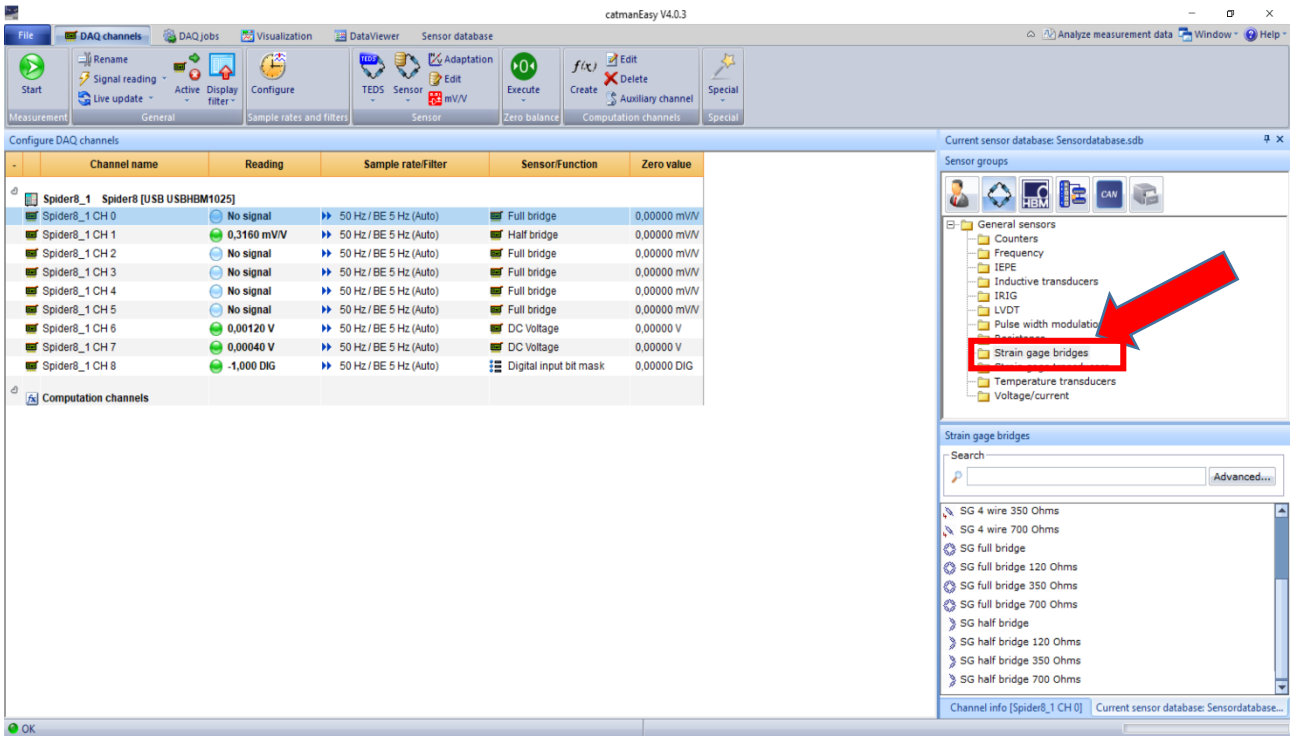 catmanEasy V4.0.3
File DAQ channels DAQ jobs Visualization DataViewer Sensor database Analyze measurement data Window Help
Rename
Signal reading
Live update
Start
Active
Display filter
Configure
TEDS
TEDS
Sensor
Adaptation
Edit
mV/V
Execute
f(x)
Create
Edit
Delete
Auxiliary channel
Special
Measurement General Sample rates and filters Sensor Zero balance Computation channels Special
Configure DAQ channels
- Channel name Reading Sample rate/Filter Sensor/Function Zero value
Spider8_1 Spider8 [USB USBHBM1025]
Spider8_1 CH 0 No signal 50 Hz / BE 5 Hz (Auto) Full bridge 0,00000 mV/V
Spider8_1 CH 1 0,3160 mV/V 50 Hz / BE 5 Hz (Auto) Half bridge 0,00000 mV/V
Spider8_1 CH 2 No signal 50 Hz / BE 5 Hz (Auto) Full bridge 0,00000 mV/V
Spider8_1 CH 3 No signal 50 Hz / BE 5 Hz (Auto) Full bridge 0,00000 mV/V
Spider8_1 CH 4 No signal 50 Hz / BE 5 Hz (Auto) Full bridge 0,00000 mV/V
Spider8_1 CH 5 No signal 50 Hz / BE 5 Hz (Auto) Full bridge 0,00000 mV/V
Spider8_1 CH 6 0,00120 V 50 Hz / BE 5 Hz (Auto) DC Voltage 0,00000 V
Spider8_1 CH 7 0,00040 V 50 Hz / BE 5 Hz (Auto) DC Voltage 0,00000 V
Spider8_1 CH 8 -1,000 DIG 50 Hz / BE 5 Hz (Auto) Digital input bit mask 0,00000 DIG
fx Computation channels
Current sensor database: Sensordatabase.sdb
Sensor groups
HBM CAN
General sensors
Counters
Frequency
IEPE
Inductive transducers
IRIG
LVDT
Pulse width modulatio
Strain gage bridges
Temperature transducers
Voltage/current
Strain gage bridges
Search
Advanced...
SG 4 wire 350 Ohms
SG 4 wire 700 Ohms
SG full bridge
SG full bridge 120 Ohms
SG full bridge 350 Ohms
SG full bridge 700 Ohms
SG half bridge
SG half bridge 120 Ohms
SG half bridge 350 Ohms
SG half bridge 700 Ohms
Channel info [Spider8_1 CH 0] Current sensor database: Sensordatabase...
OK